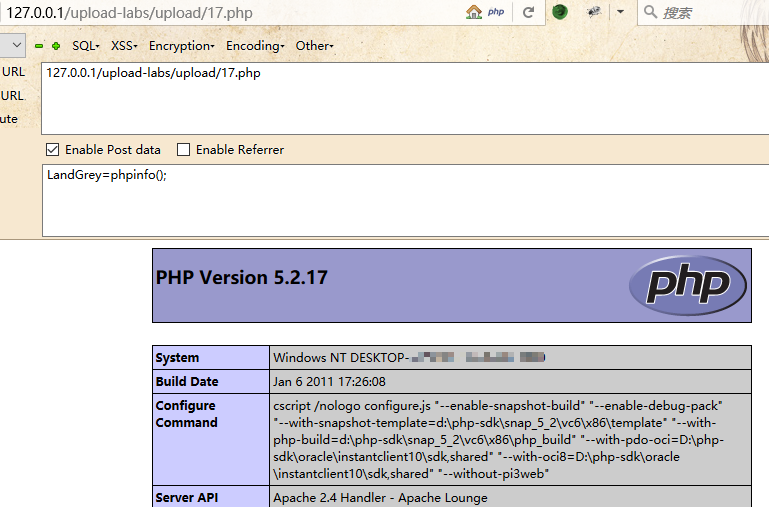 127.0.0.1/upload-labs/upload/17.php
php
搜索
SQL XSS Encryption Encoding Other
URL
127.0.0.1/upload-labs/upload/17.php
URL
ute
Enable Post data Enable Referrer
LandGrey=phpinfo();
PHP Version 5.2.17
php
System Windows NT DESKTOP-
Build Date Jan 6 2011 17:26:08
Configure Command cscript /nologo configure.js "--enable-snapshot-build" "--enable-debug-pack"
"--with-snapshot-template=d:\php-sdk\snap_5_2\vc6\x86\template" "--with-
php-build=d:\php-sdk\snap_5_2\vc6\x86\php_build" "--with-pdo-oci=D:\php-
sdk\oracle\instantclient10\sdk,shared" "--with-oci8=D:\php-sdk\oracle
\instantclient10\sdk,shared" "--without-pi3web"
Server API Apache 2.4 Handler - Apache Lounge